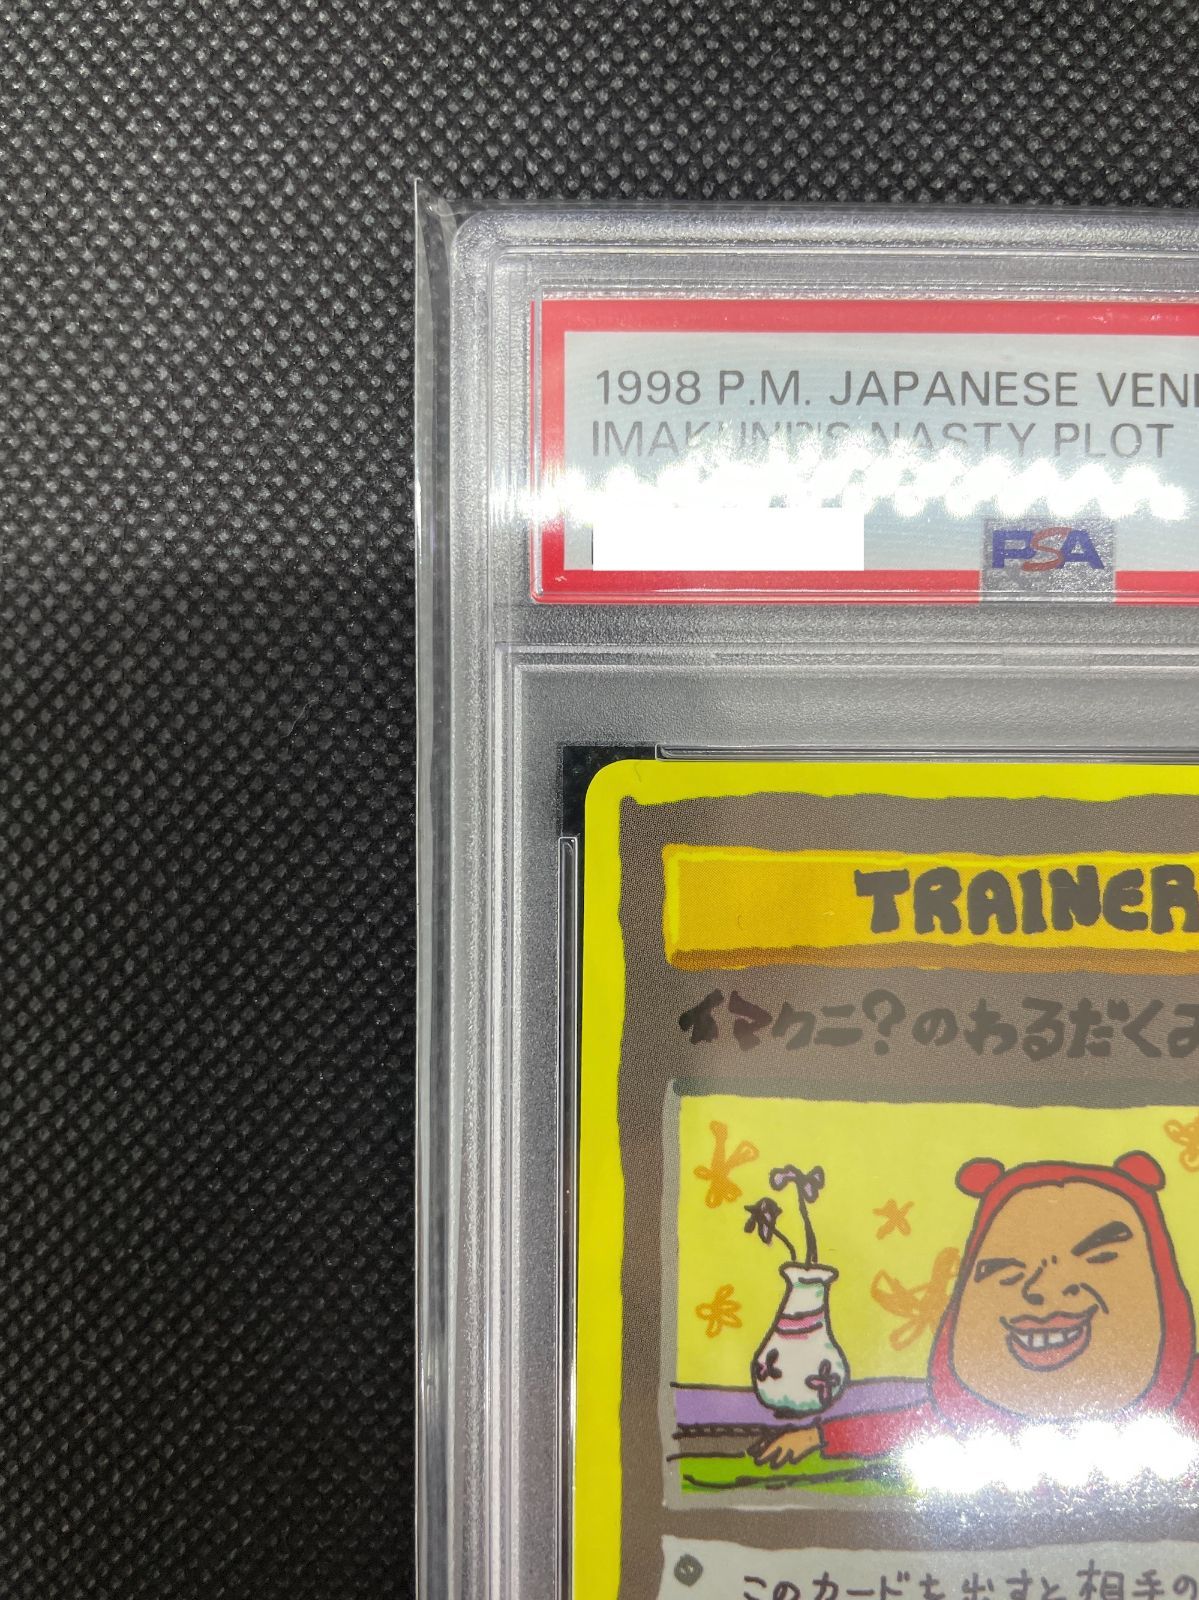 1998 P.M. JAPANESE VEN
IMAKUNI?'S NASTY PLOT
PSA
TRAINER
イマクニ?のわるだく
このカードを出すと相手の